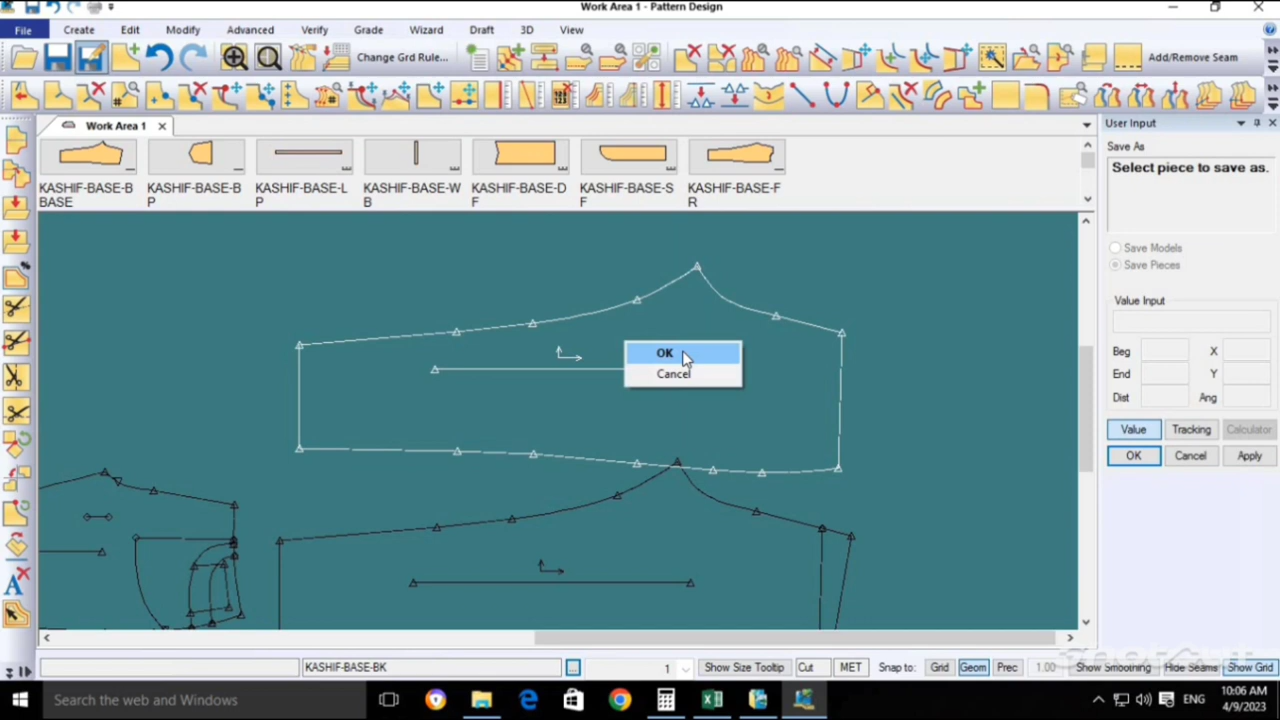 Work Area 1 - Pattern Design
File Create Edit Modify Advanced Verify Grade Wizard Draft 3D View
Change Grd Rule...
Add/Remove Seam
Work Area 1
User Input
Save As
Select piece to save as.
KASHIF-BASE-B
BASE
KASHIF-BASE-B
P
KASHIF-BASE-L
P
KASHIF-BASE-W
B
KASHIF-BASE-D
F
KASHIF-BASE-S
F
KASHIF-BASE-F
R
Save Models
Save Pieces
Value Input
Beg X
End Y
Dist Ang
Value Tracking Calculator
OK Cancel Apply
OK
Cancel
KASHIF-BASE-BK
...
1
Show Size Tooltip Cut MET Snap to: Grid Geom Prec 1.00 Show Smoothing Hide Seams Show Grid
Search the web and Windows
ENG
10:06 AM
4/9/2023